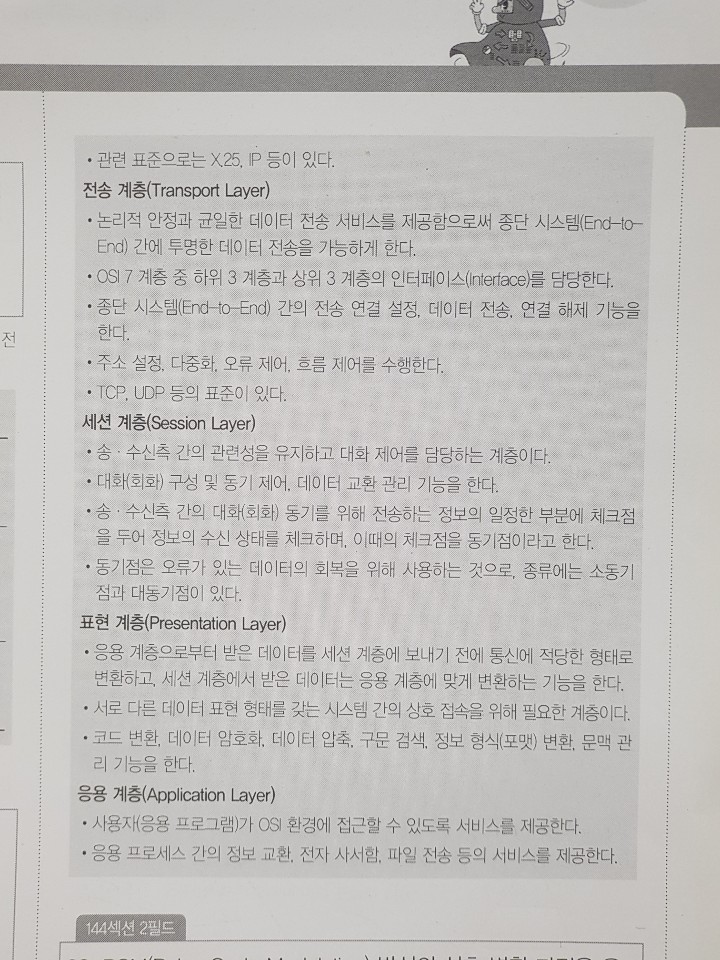 • 관련 표준으로는 X.25, IP 등이 있다.
전송 계층(Transport Layer)
• 논리적 안정과 균일한 데이터 전송 서비스를 제공함으로써 종단 시스템(End-to-
End) 간에 투명한 데이터 전송을 가능하게 한다.
• OSI 7 계층 중 하위 3 계층과 상위 3 계층의 인터페이스(Interface)를 담당한다.
• 종단 시스템(End-to-End) 간의 전송 연결 설정, 데이터 전송, 연결 해제 기능을
한다.
• 주소 설정, 다중화, 오류 제어, 흐름 제어를 수행한다.
• TCP, UDP 등의 표준이 있다.
세션 계층(Session Layer)
• 송·수신측 간의 관련성을 유지하고 대화 제어를 담당하는 계층이다.
• 대화(회화) 구성 및 동기 제어, 데이터 교환 관리 기능을 한다.
• 송·수신측 간의 대화(회화) 동기를 위해 전송하는 정보의 일정한 부분에 체크점
을 두어 정보의 수신 상태를 체크하며, 이때의 체크점을 동기점이라고 한다.
• 동기점은 오류가 있는 데이터의 회복을 위해 사용하는 것으로, 종류에는 소동기
점과 대동기점이 있다.
표현 계층(Presentation Layer)
• 응용 계층으로부터 받은 데이터를 세션 계층에 보내기 전에 통신에 적당한 형태로
변환하고, 세션 계층에서 받은 데이터는 응용 계층에 맞게 변환하는 기능을 한다.
• 서로 다른 데이터 표현 형태를 갖는 시스템 간의 상호 접속을 위해 필요한 계층이다.
• 코드 변환, 데이터 암호화, 데이터 압축, 구문 검색, 정보 형식(포맷) 변환, 문맥 관
리 기능을 한다.
응용 계층(Application Layer)
• 사용자(응용 프로그램)가 OSI 환경에 접근할 수 있도록 서비스를 제공한다.
• 응용 프로세스 간의 정보 교환, 전자 사서함, 파일 전송 등의 서비스를 제공한다.
전
144섹션 2필드